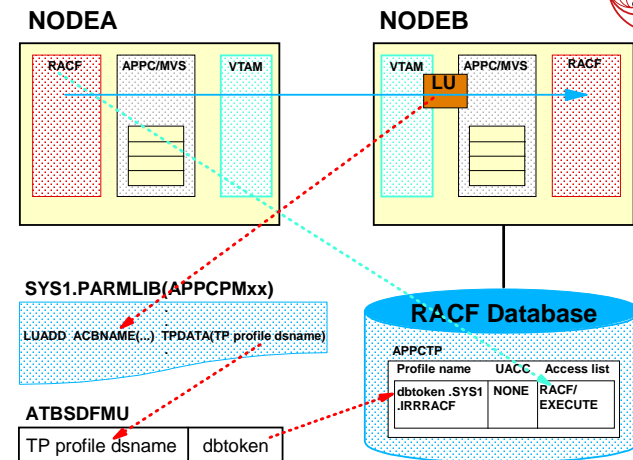 NODEA
NODEB
RACF
APPC/MVS
VTAM
VTAM
APPC/MVS
RACF
LU
SYS1.PARMLIB(APPCPMxx)
LUADD ACBNAME(...) TPDATA(TP profile dsname)
ATBSDFMU
TP profile dsname dbtoken
RACF Database
APPCTP
Profile name UACC Access list
dbtoken .SYS1 NONE RACF/
.IRRRACF EXECUTE